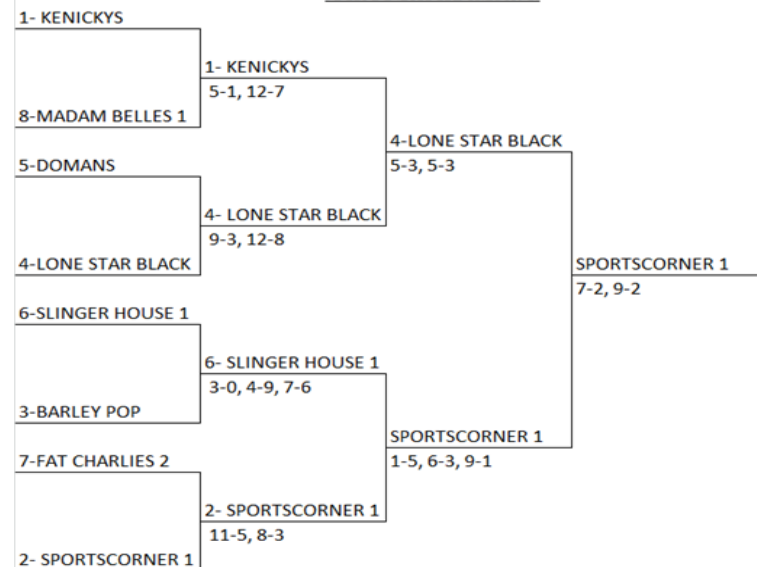 1- KENICKYS
1- KENICKYS
5-1, 12-7
8-MADAM BELLES 1
4-LONE STAR BLACK
5-3, 5-3
5-DOMANS
4- LONE STAR BLACK
9-3, 12-8
4-LONE STAR BLACK
SPORTSCORNER 1
7-2, 9-2
6-SLINGER HOUSE 1
6- SLINGER HOUSE 1
3-0, 4-9, 7-6
3-BARLEY POP
SPORTSCORNER 1
1-5, 6-3, 9-1
7-FAT CHARLIES 2
2- SPORTSCORNER 1
11-5, 8-3
2- SPORTSCORNER 1